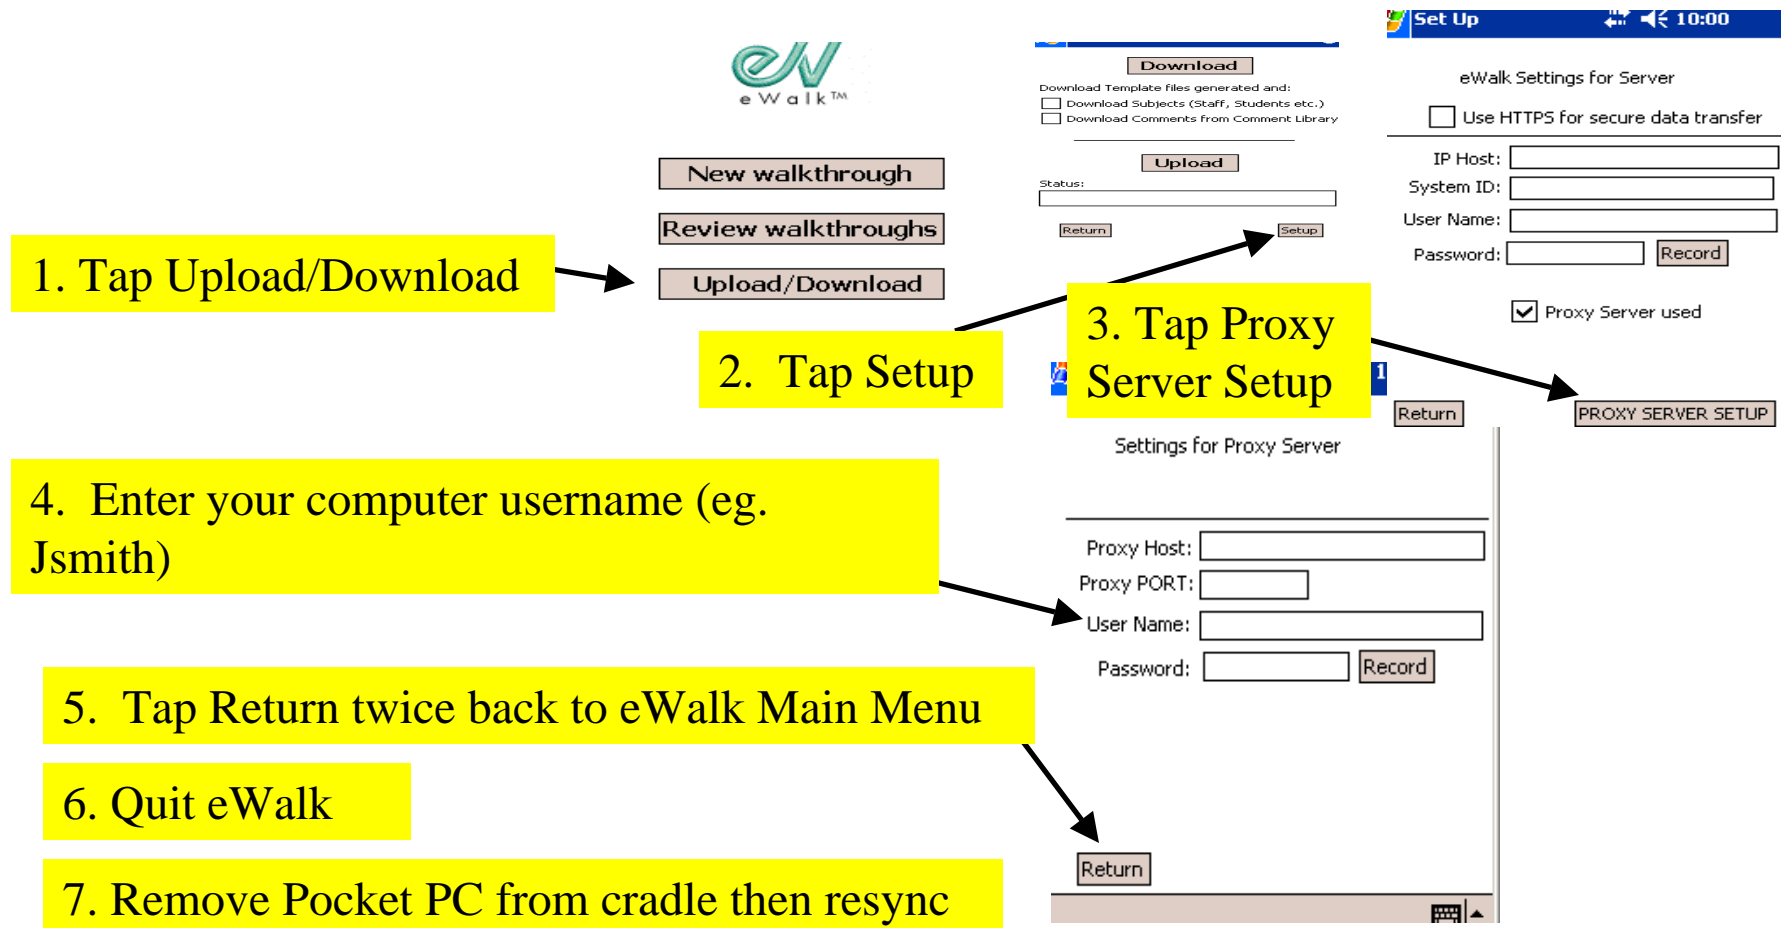 eWalk™
New walkthrough
Review walkthroughs
Upload/Download
1. Tap Upload/Download
Download
Download Template files generated and:
Download Subjects (Staff, Students etc.)
Download Comments from Comment Library
Upload
Status:
Return
Setup
2. Tap Setup
Set Up
10:00
eWalk Settings for Server
Use HTTPS for secure data transfer
IP Host:
System ID:
User Name:
Password:
Record
Proxy Server used
Return
PROXY SERVER SETUP
3. Tap Proxy
Server Setup
1
Settings for Proxy Server
Proxy Host:
Proxy PORT:
User Name:
Password:
Record
Return
4. Enter your computer username (eg.
Jsmith)
5. Tap Return twice back to eWalk Main Menu
6. Quit eWalk
7. Remove Pocket PC from cradle then resync